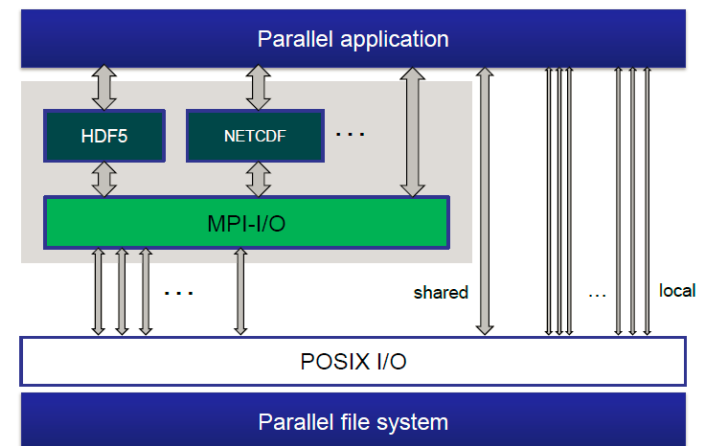 Parallel application
HDF5
NETCDF
...
MPI-I/O
...
shared
...
local
POSIX I/O
Parallel file system